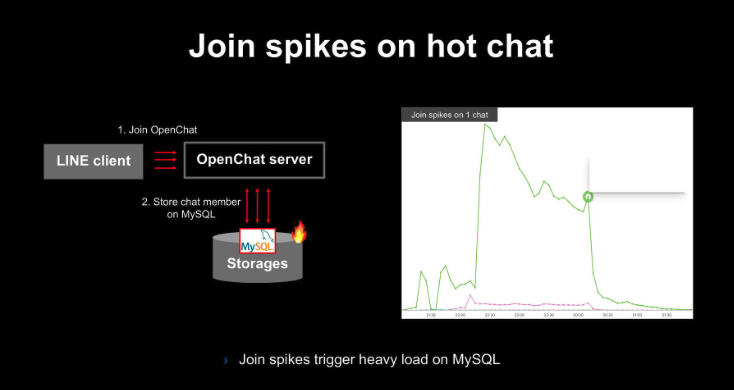 Join spikes on hot chat
1. Join OpenChat
LINE client
OpenChat server
2. Store chat member
on MySQL
MySQL
Storages
Join spikes on 1 chat
› Join spikes trigger heavy load on MySQL